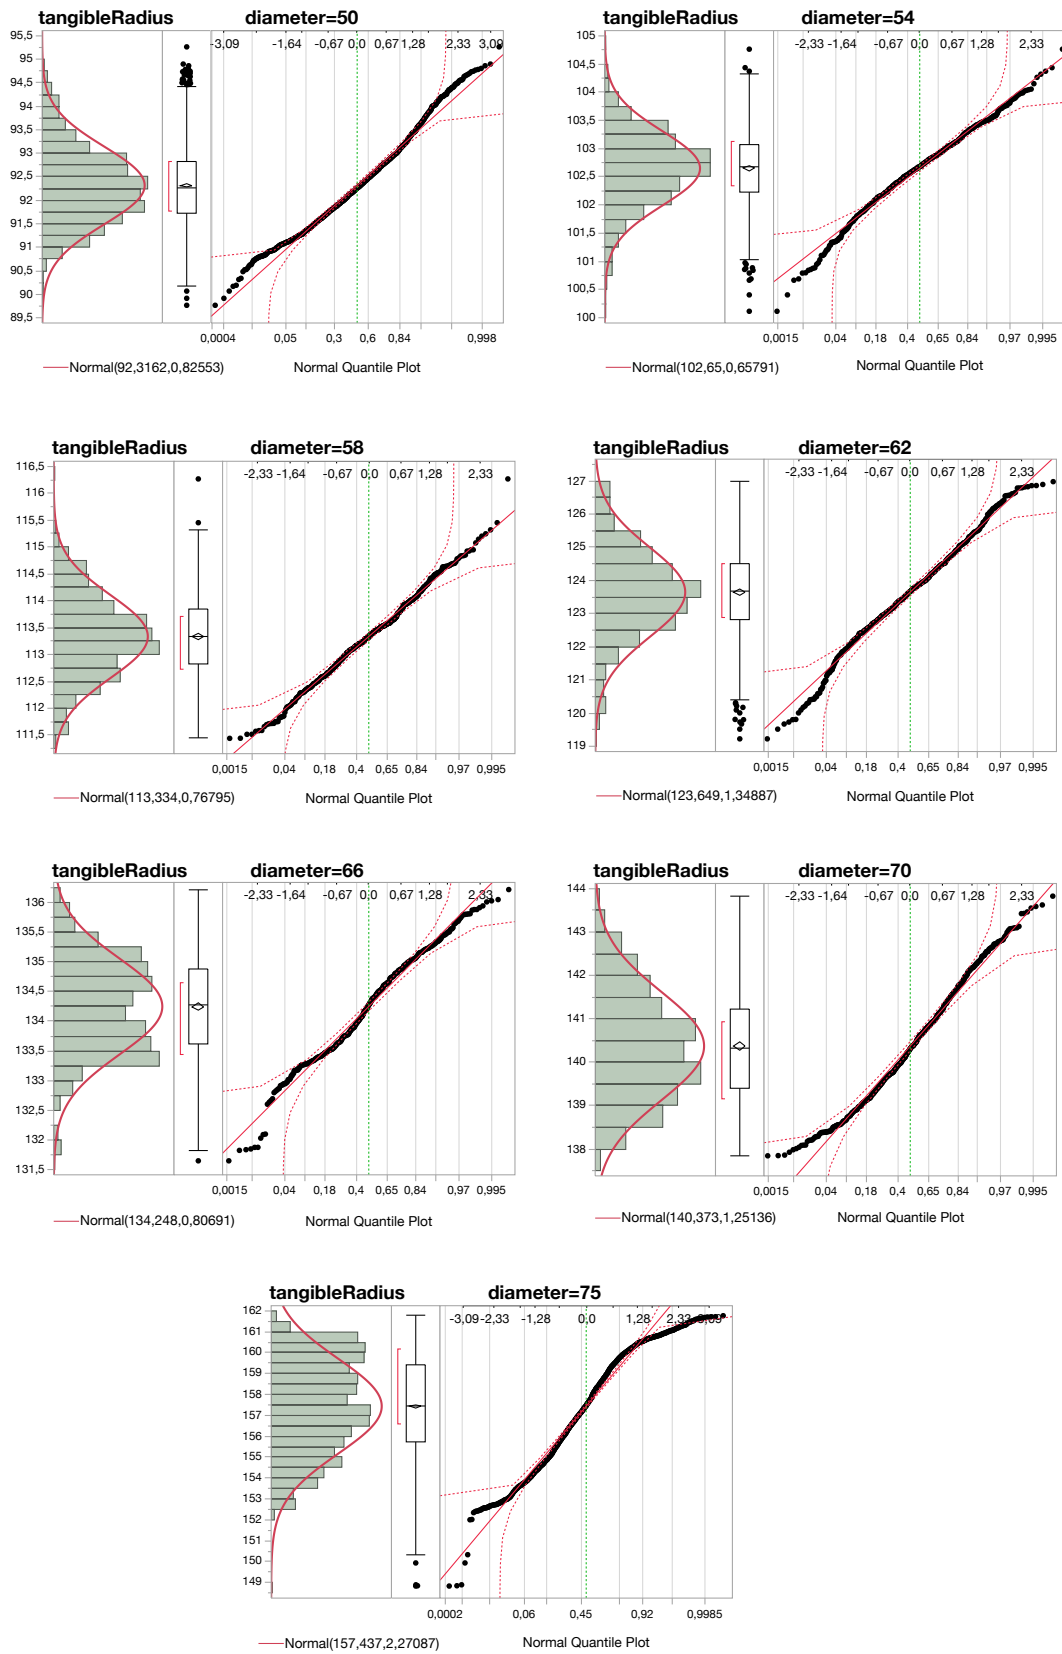 tangibleRadius diameter=50
-3,09 -1,64 -0,67 0,0 0,67 1,28 2,33 3,09
95,5
95
94,5
94
93,5
93
92,5
92
91,5
91
90,5
90
89,5
0,0004 0,05 0,3 0,6 0,84 0,998
Normal(92,3162,0,82553) Normal Quantile Plot
tangibleRadius diameter=54
-2,33 -1,64 -0,67 0,0 0,67 1,28 2,33
105
104,5
104
103,5
103
102,5
102
101,5
101
100,5
100
0,0015 0,04 0,18 0,4 0,65 0,84 0,97 0,995
Normal(102,65,0,65791) Normal Quantile Plot
tangibleRadius diameter=58
-2,33 -1,64 -0,67 0,0 0,67 1,28 2,33
116,5
116
115,5
115
114,5
114
113,5
113
112,5
112
111,5
0,0015 0,04 0,18 0,4 0,65 0,84 0,97 0,995
Normal(113,334,0,76795) Normal Quantile Plot
tangibleRadius diameter=62
-2,33 -1,64 -0,67 0,0 0,67 1,28 2,33
127
126
125
124
123
122
121
120
119
0,0015 0,04 0,18 0,4 0,65 0,84 0,97 0,995
Normal(123,649,1,34887) Normal Quantile Plot
tangibleRadius diameter=66
-2,33 -1,64 -0,67 0,0 0,67 1,28 2,33
136
135,5
135
134,5
134
133,5
133
132,5
132
131,5
0,0015 0,04 0,18 0,4 0,65 0,84 0,97 0,995
Normal(134,248,0,80691) Normal Quantile Plot
tangibleRadius diameter=70
-2,33 -1,64 -0,67 0,0 0,67 1,28 2,33
144
143
142
141
140
139
138
0,0015 0,04 0,18 0,4 0,65 0,84 0,97 0,995
Normal(140,373,1,25136) Normal Quantile Plot
tangibleRadius diameter=75
-3,09 -2,33 -1,28 0,0 1,28 2,33 3,09
162
161
160
159
158
157
156
155
154
153
152
151
150
149
0,0002 0,06 0,45 0,92 0,9985
Normal(157,437,2,27087) Normal Quantile Plot